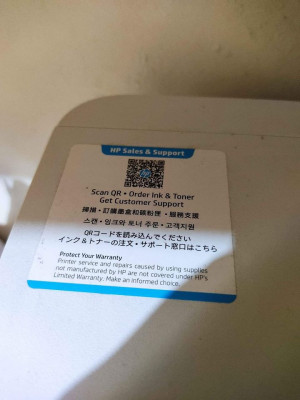 HP Sales & Support
Scan QR • Order Ink & Toner
Get Customer Support
掃描 • 訂購墨盒和碳粉匣 • 服務支援
스캔 • 잉크와 토너 주문 • 고객지원
QRコードを読み込んでください
インク&トナーの注文・サポート窓口はこちら
Protect Your Warranty
Printer service and repairs caused by using supplies
not manufactured by HP are not covered under HP's
Limited Warranty. Make an informed choice.